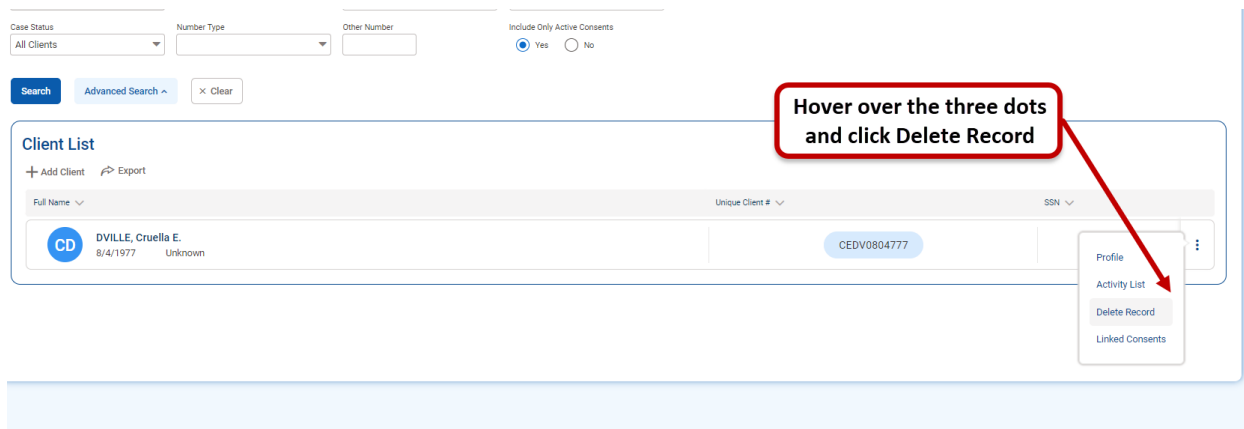 Case Status Number Type Other Number Include Only Active Consents
All Clients Yes No
Search Advanced Search Clear
Hover over the three dots
and click Delete Record
Client List
Add Client Export
Full Name Unique Client # SSN
CD DVILLE, Cruella E. CEDV0804777
8/4/1977 Unknown
Profile
Activity List
Delete Record
Linked Consents